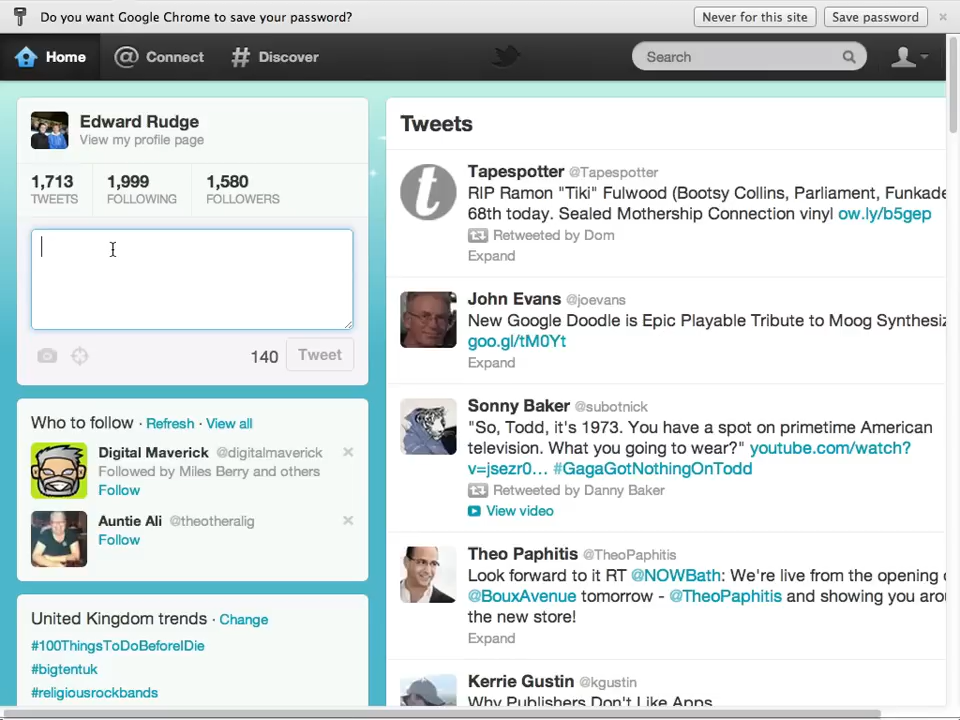 Do you want Google Chrome to save your password?
Never for this site
Save password
×
Home
@ Connect
# Discover
Search
Edward Rudge
View my profile page
1,713
TWEETS
1,999
FOLLOWING
1,580
FOLLOWERS
140
Tweet
Who to follow · Refresh · View all
Digital Maverick @digitalmaverick ×
Followed by Miles Berry and others
Follow
Auntie Ali @theotheralig ×
Follow
United Kingdom trends · Change
#100ThingsToDoBeforeIDie
#bigtentuk
#religiousrockbands
Tweets
t
Tapespotter @Tapespotter
RIP Ramon "Tiki" Fulwood (Bootsy Collins, Parliament, Funkade
68th today. Sealed Mothership Connection vinyl ow.ly/b5gep
Retweeted by Dom
Expand
John Evans @joevans
New Google Doodle is Epic Playable Tribute to Moog Synthesiz
goo.gl/tM0Yt
Expand
Sonny Baker @subotnick
"So, Todd, it's 1973. You have a spot on primetime American
television. What you going to wear?" youtube.com/watch?
v=jsezr0... #GagaGotNothingOnTodd
Retweeted by Danny Baker
View video
Theo Paphitis @TheoPaphitis
Look forward to it RT @NOWBath: We're live from the opening o
@BouxAvenue tomorrow - @TheoPaphitis and showing you arou
the new store!
Expand
Kerrie Gustin @kgustin
Why Publishers Don't Like Apps